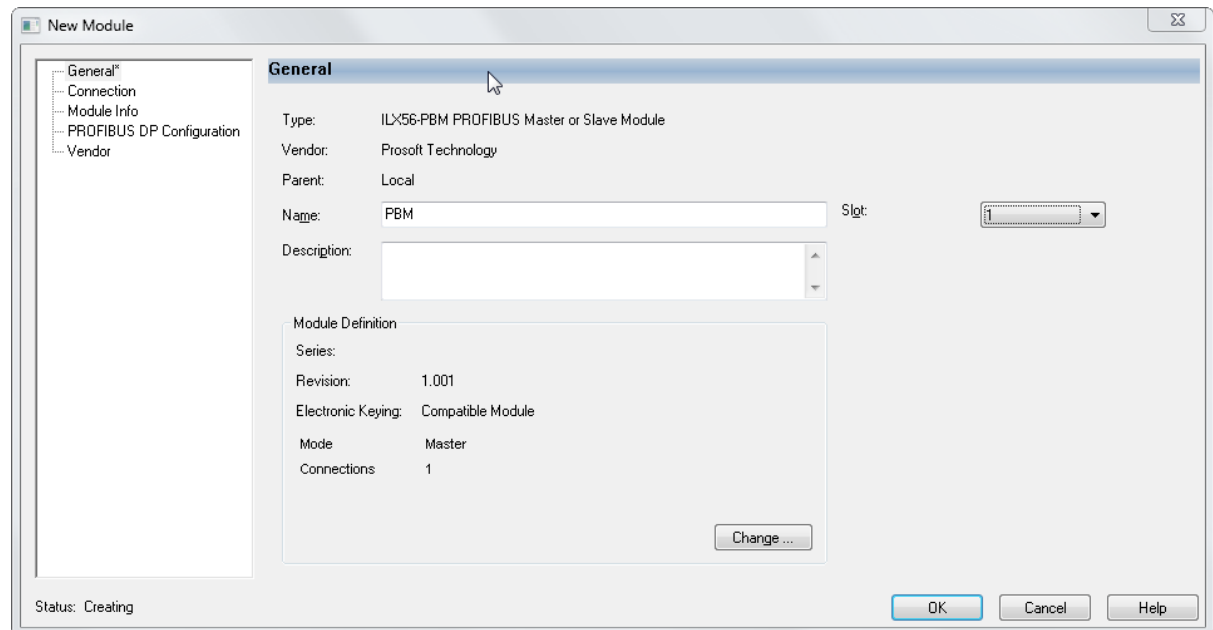 New Module
General*
Connection
Module Info
PROFIBUS DP Configuration
Vendor
General
Type: ILX56-PBM PROFIBUS Master or Slave Module
Vendor: Prosoft Technology
Parent: Local
Name: PBM Slot: 1
Description:
Module Definition
Series:
Revision: 1.001
Electronic Keying: Compatible Module
Mode Master
Connections 1
Change ...
Status: Creating OK Cancel Help